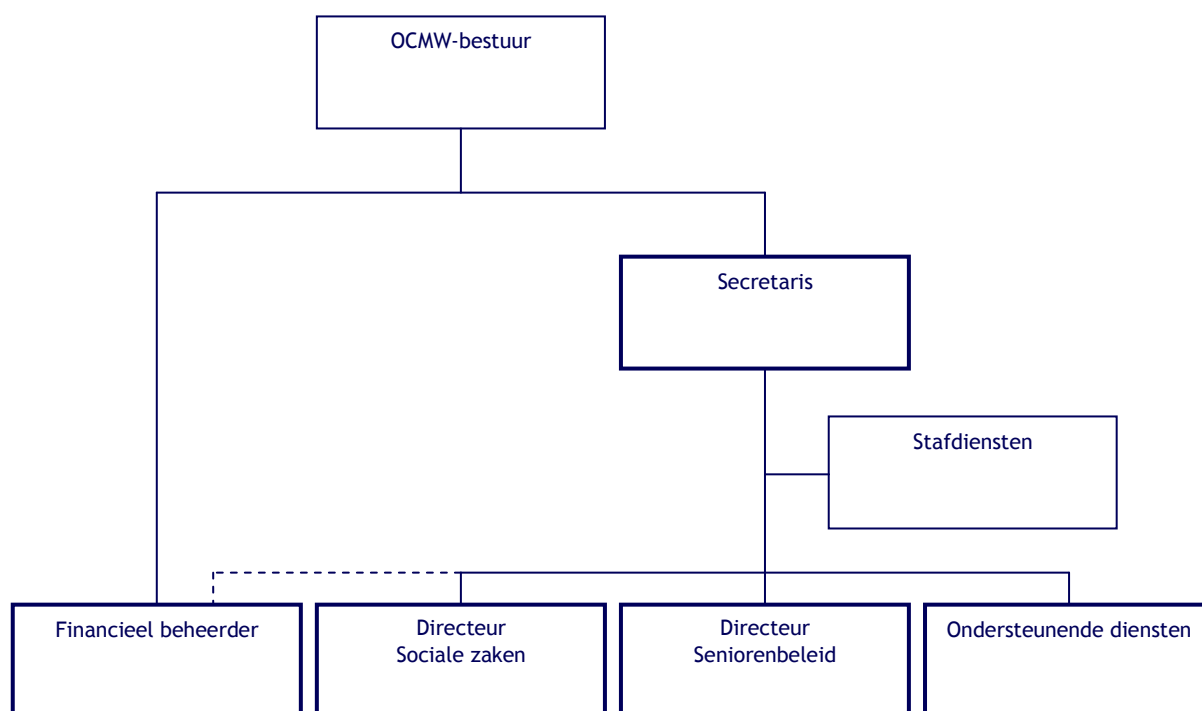 OCMW-bestuur
Secretaris
Stafdiensten
Financieel beheerder
Directeur
Sociale zaken
Directeur
Seniorenbeleid
Ondersteunende diensten